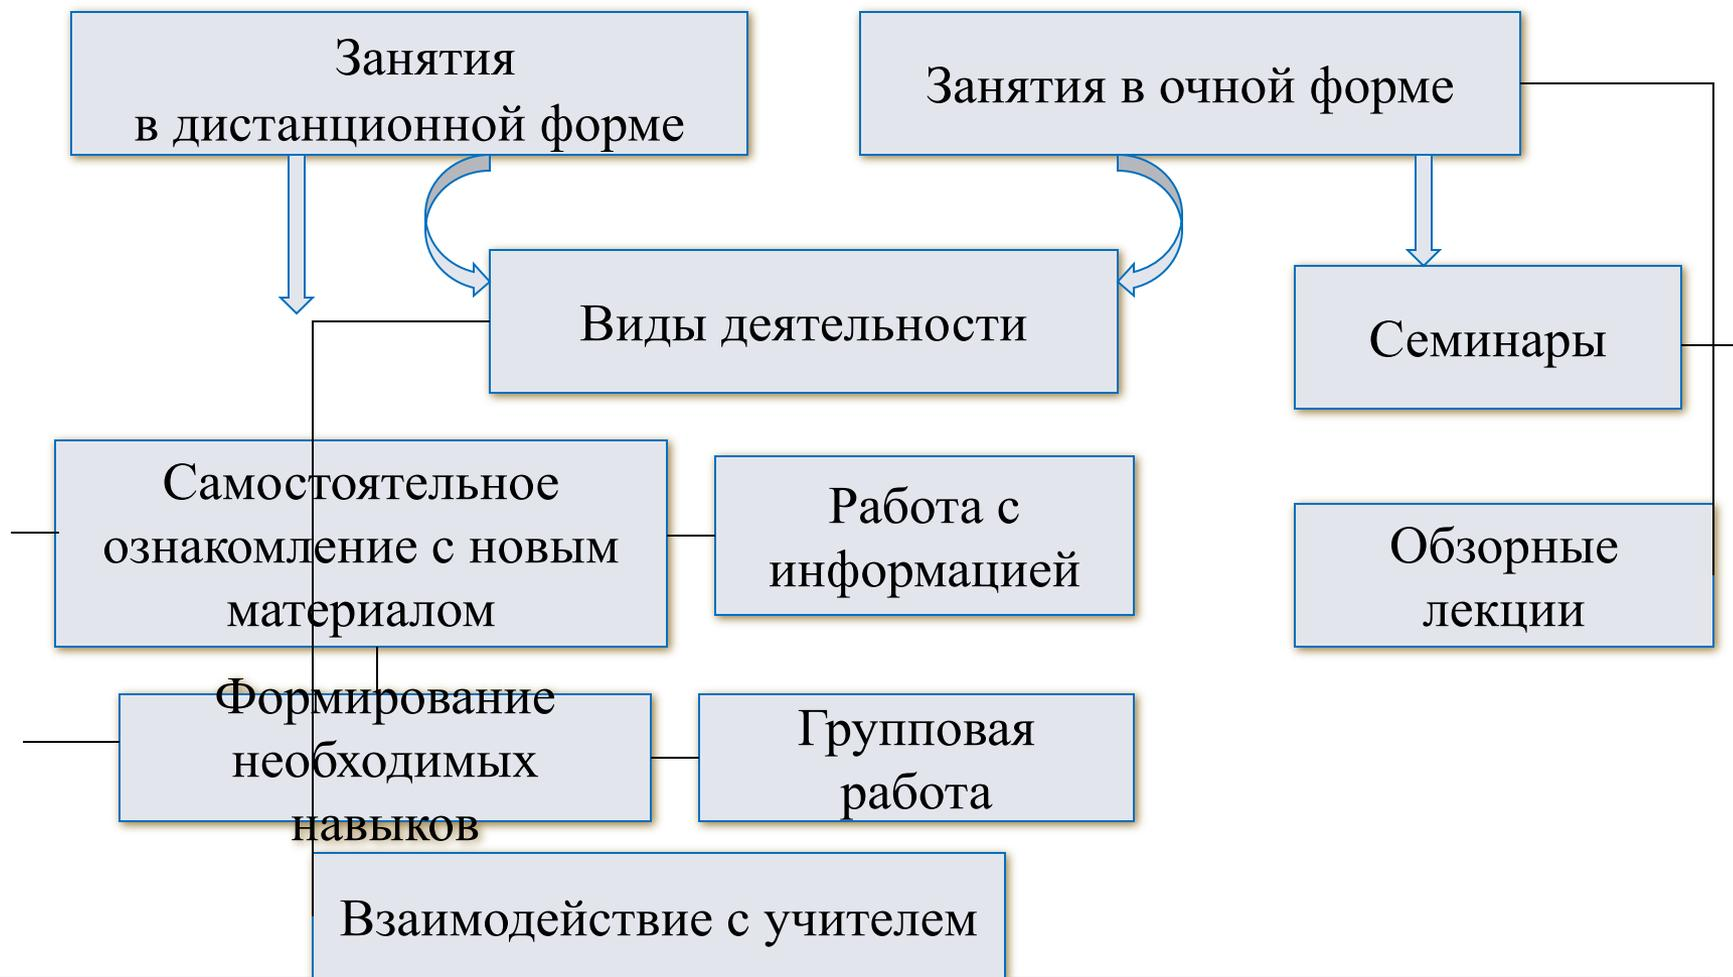 Занятия
в дистанционной форме
Занятия в очной форме
Виды деятельности
Семинары
Самостоятельное
ознакомление с новым
материалом
Работа с
информацией
Обзорные
лекции
Формирование
необходимых
навыков
Групповая
работа
Взаимодействие с учителем